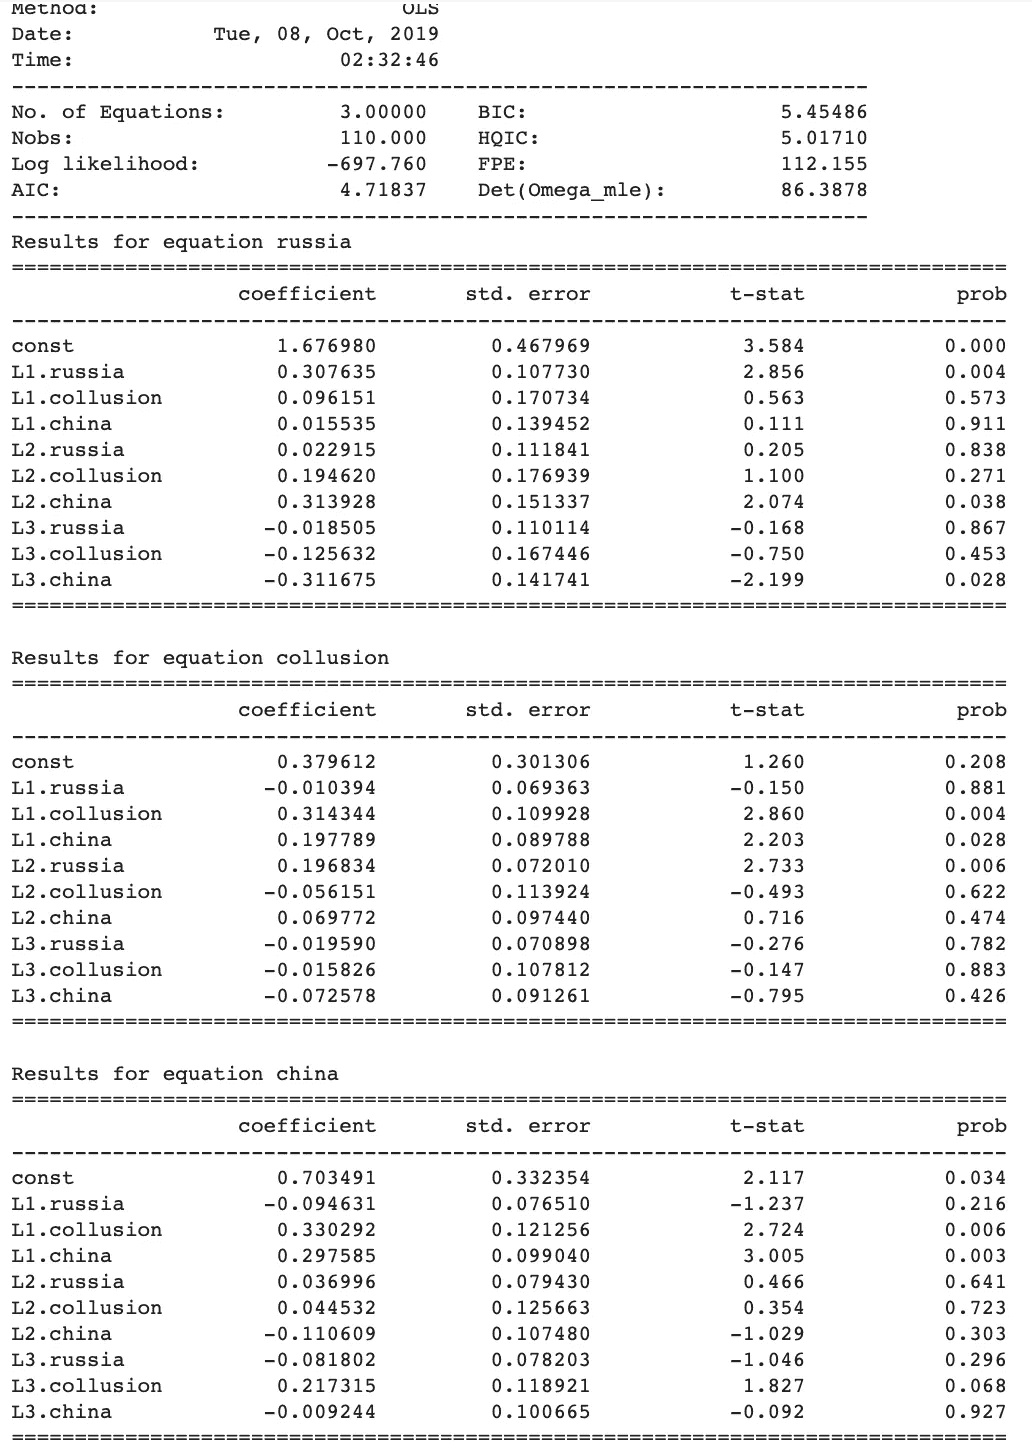 Method: OLS
Date: Tue, 08, Oct, 2019
Time: 02:32:46
--------------------------------------------------------------------
No. of Equations: 3.00000 BIC: 5.45486
Nobs: 110.000 HQIC: 5.01710
Log likelihood: -697.760 FPE: 112.155
AIC: 4.71837 Det(Omega_mle): 86.3878
--------------------------------------------------------------------
Results for equation russia
===============================================================================
coefficient std. error t-stat prob
-------------------------------------------------------------------------------
const 1.676980 0.467969 3.584 0.000
L1.russia 0.307635 0.107730 2.856 0.004
L1.collusion 0.096151 0.170734 0.563 0.573
L1.china 0.015535 0.139452 0.111 0.911
L2.russia 0.022915 0.111841 0.205 0.838
L2.collusion 0.194620 0.176939 1.100 0.271
L2.china 0.313928 0.151337 2.074 0.038
L3.russia -0.018505 0.110114 -0.168 0.867
L3.collusion -0.125632 0.167446 -0.750 0.453
L3.china -0.311675 0.141741 -2.199 0.028
===============================================================================
Results for equation collusion
===============================================================================
coefficient std. error t-stat prob
-------------------------------------------------------------------------------
const 0.379612 0.301306 1.260 0.208
L1.russia -0.010394 0.069363 -0.150 0.881
L1.collusion 0.314344 0.109928 2.860 0.004
L1.china 0.197789 0.089788 2.203 0.028
L2.russia 0.196834 0.072010 2.733 0.006
L2.collusion -0.056151 0.113924 -0.493 0.622
L2.china 0.069772 0.097440 0.716 0.474
L3.russia -0.019590 0.070898 -0.276 0.782
L3.collusion -0.015826 0.107812 -0.147 0.883
L3.china -0.072578 0.091261 -0.795 0.426
===============================================================================
Results for equation china
===============================================================================
coefficient std. error t-stat prob
-------------------------------------------------------------------------------
const 0.703491 0.332354 2.117 0.034
L1.russia -0.094631 0.076510 -1.237 0.216
L1.collusion 0.330292 0.121256 2.724 0.006
L1.china 0.297585 0.099040 3.005 0.003
L2.russia 0.036996 0.079430 0.466 0.641
L2.collusion 0.044532 0.125663 0.354 0.723
L2.china -0.110609 0.107480 -1.029 0.303
L3.russia -0.081802 0.078203 -1.046 0.296
L3.collusion 0.217315 0.118921 1.827 0.068
L3.china -0.009244 0.100665 -0.092 0.927
===============================================================================